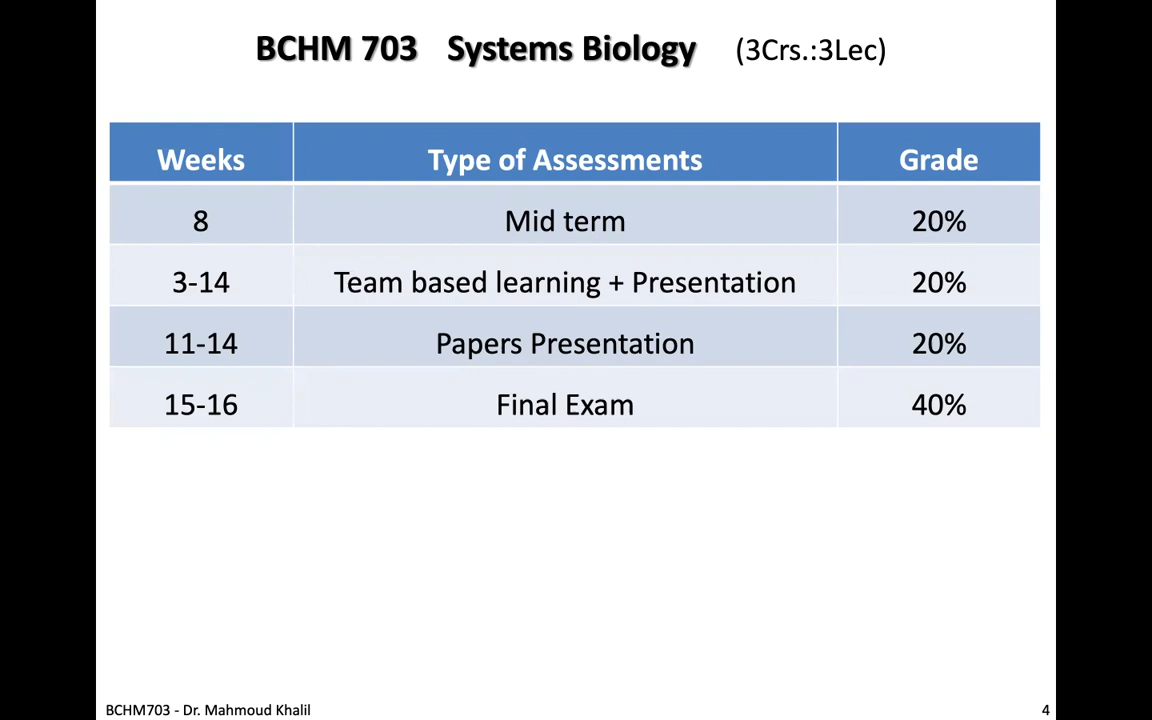 BCHM 703 Systems Biology (3Crs.:3Lec)
Weeks Type of Assessments Grade
8 Mid term 20%
3-14 Team based learning + Presentation 20%
11-14 Papers Presentation 20%
15-16 Final Exam 40%
BCHM703 - Dr. Mahmoud Khalil 4